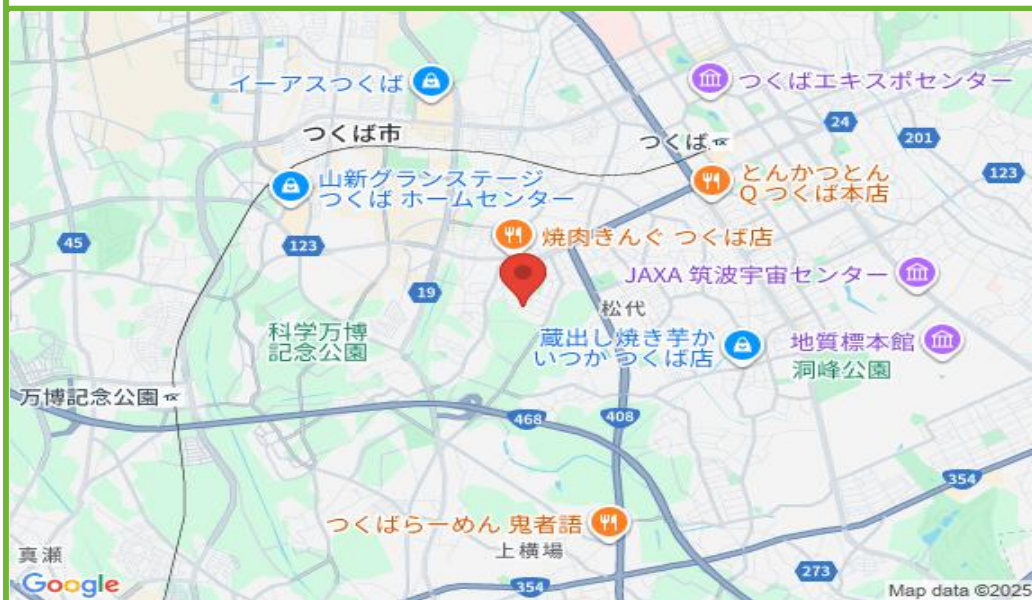 イーアスつくば
つくばエキスポセンター
つくば市
24
201
つくば
山新グランステージ
つくば ホームセンター
とんかつとん
Q つくば本店
123
45
123
焼肉きんぐ つくば店
JAXA 筑波宇宙センター
19
松代
科学万博
記念公園
蔵出し焼き芋か
いつか つくば店
地質標本館
洞峰公園
万博記念公園
468
408
354
つくばらーめん 鬼者語
上横場
真瀬
273
354
Google
Map data ©2025